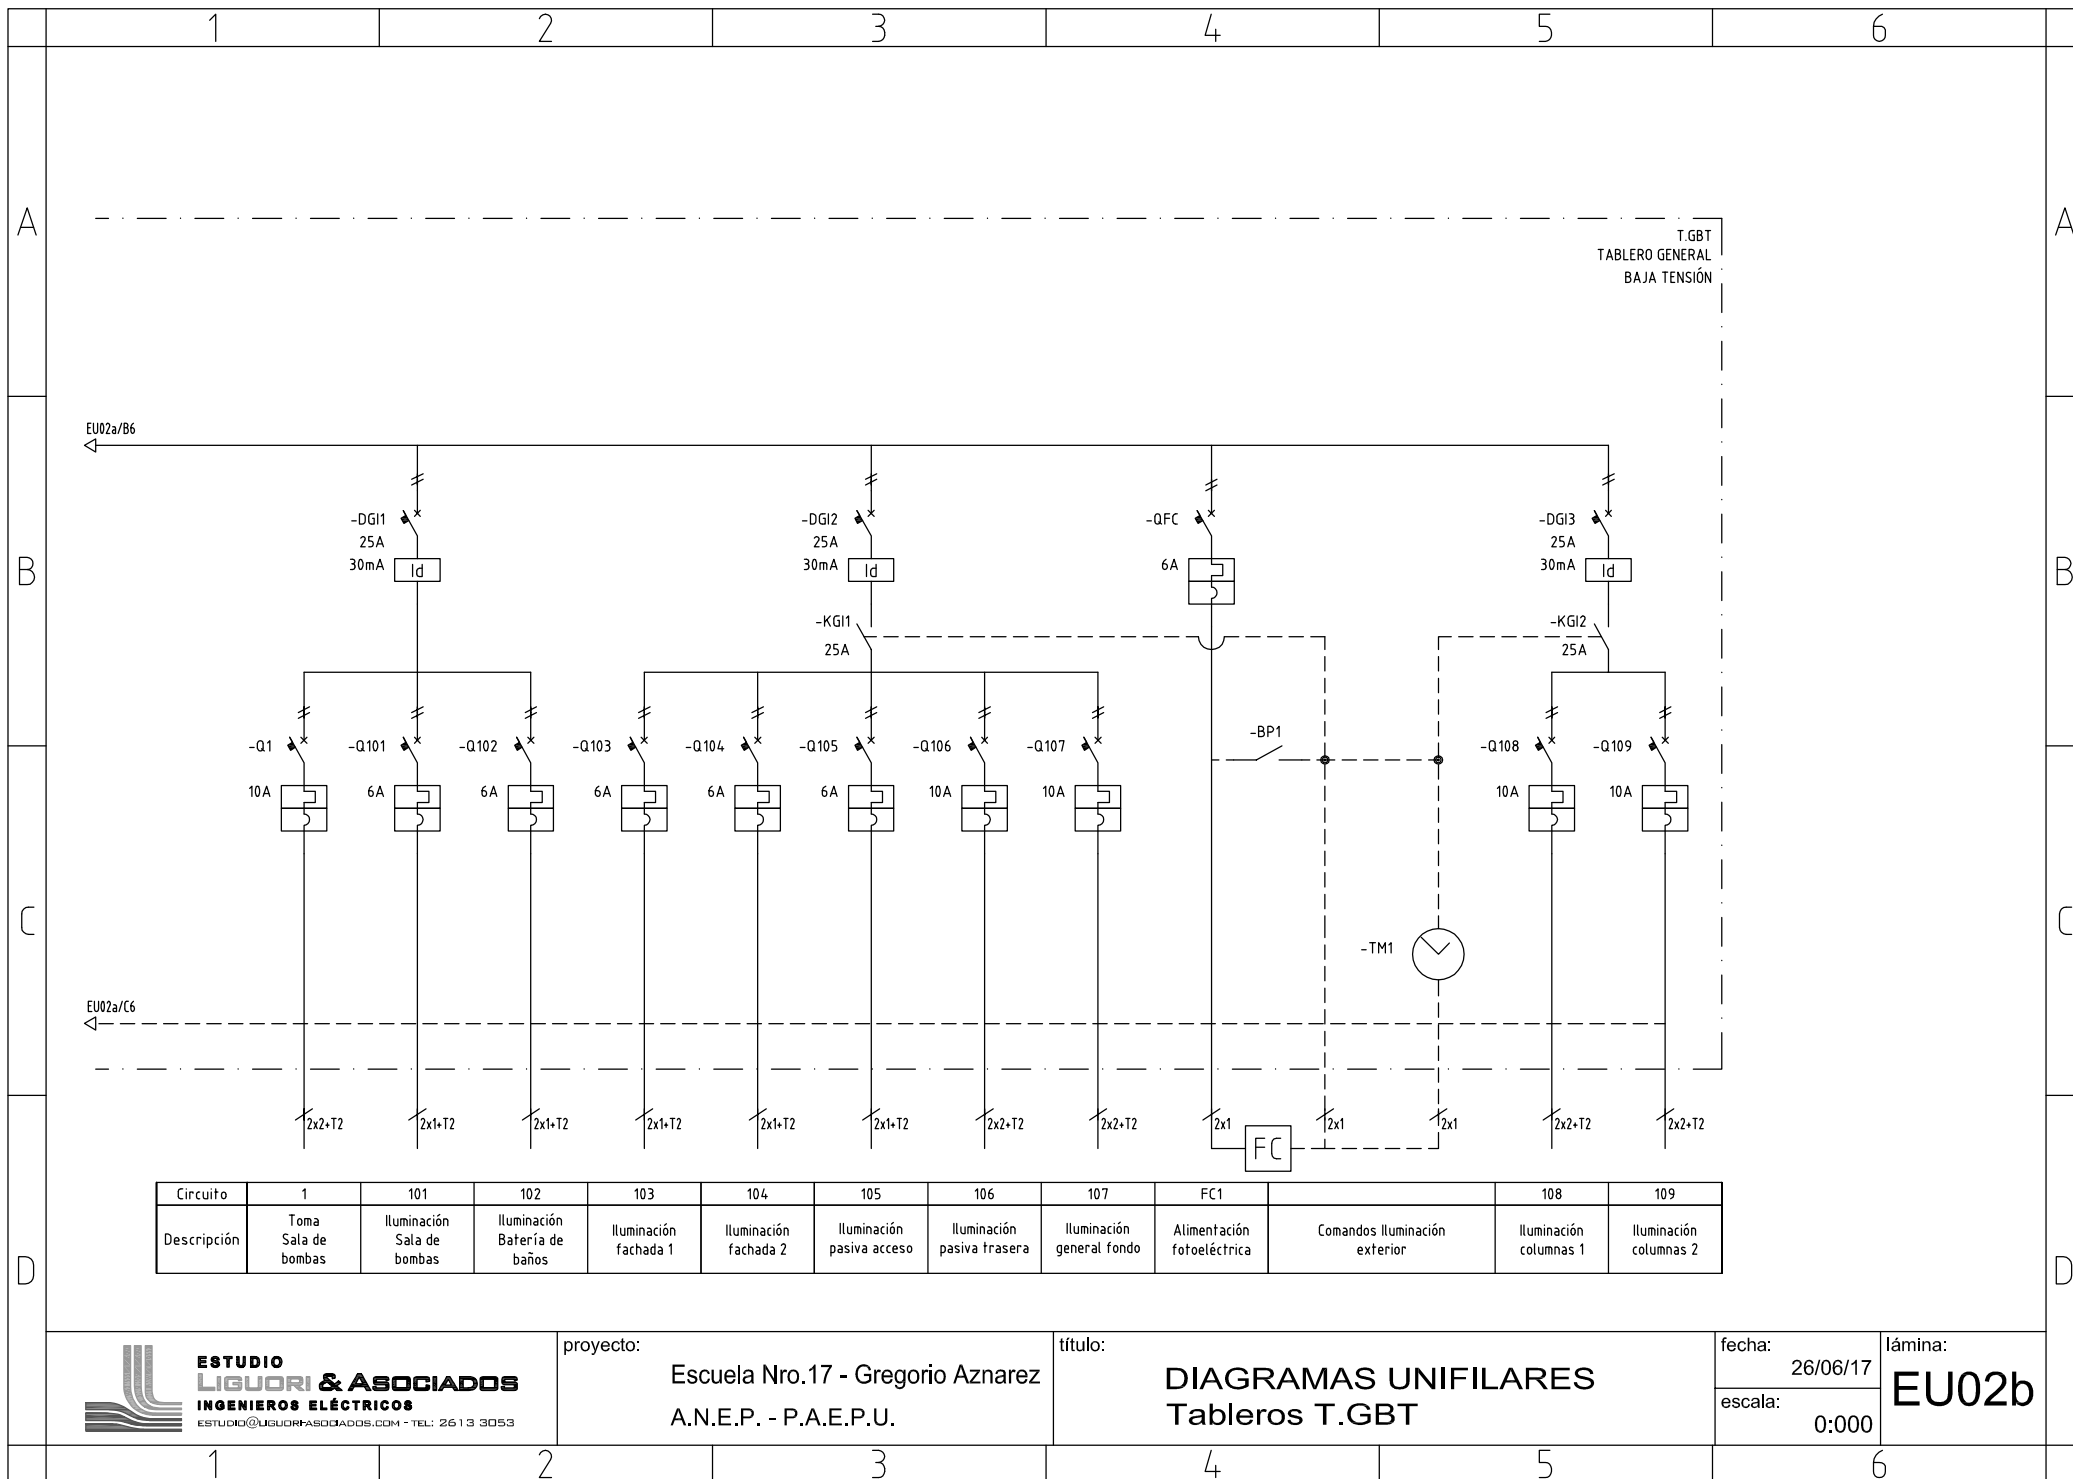 1 2 3 4 5 6
A A
T.GBT
TABLERO GENERAL
BAJA TENSIÓN
EU02a/B6
-DGI1 -DGI2 -QFC -DGI3
25A 25A 25A
30mA Id 30mA Id 6A 30mA Id
B B
-KGI1 -KGI2
25A 25A
-BP1
-Q1 -Q101 -Q102 -Q103 -Q104 -Q105 -Q106 -Q107 -Q108 -Q109
10A 6A 6A 6A 6A 6A 10A 10A 10A 10A
C C
-TM1
EU02a/C6
2x2+T2 2x1+T2 2x1+T2 2x1+T2 2x1+T2 2x1+T2 2x2+T2 2x2+T2 2x1 2x1 2x1 2x2+T2 2x2+T2
FC
Circuito 1 101 102 103 104 105 106 107 FC1 108 109
Descripción
Toma
Sala de
bombas
Iluminación
Sala de
bombas
Iluminación
Batería de
baños
Iluminación
fachada 1
Iluminación
fachada 2
Iluminación
pasiva acceso
Iluminación
pasiva trasera
Iluminación
general fondo
Alimentación
fotoeléctrica
Comandos Iluminación
exterior
Iluminación
columnas 1
Iluminación
columnas 2
D D
ESTUDIO
LIGUORI & ASOCIADOS
INGENIEROS ELÉCTRICOS
ESTUDIO@LIGUORI-ASOCIADOS.COM - TEL: 2613 3053
proyecto:
Escuela Nro.17 - Gregorio Aznarez
A.N.E.P. - P.A.E.P.U.
título:
DIAGRAMAS UNIFILARES
Tableros T.GBT
fecha:
26/06/17
escala:
0:000
lámina:
EU02b
1 2 3 4 5 6